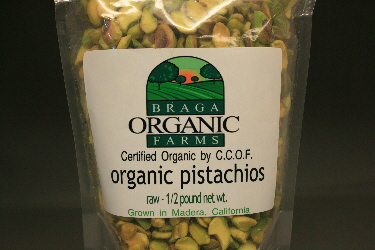 BRAGA
ORGANIC
FARMS
Certified Organic by C.C.O.F.
organic pistachios
raw - 1/2 pound net wt.
Grown in Madera, California